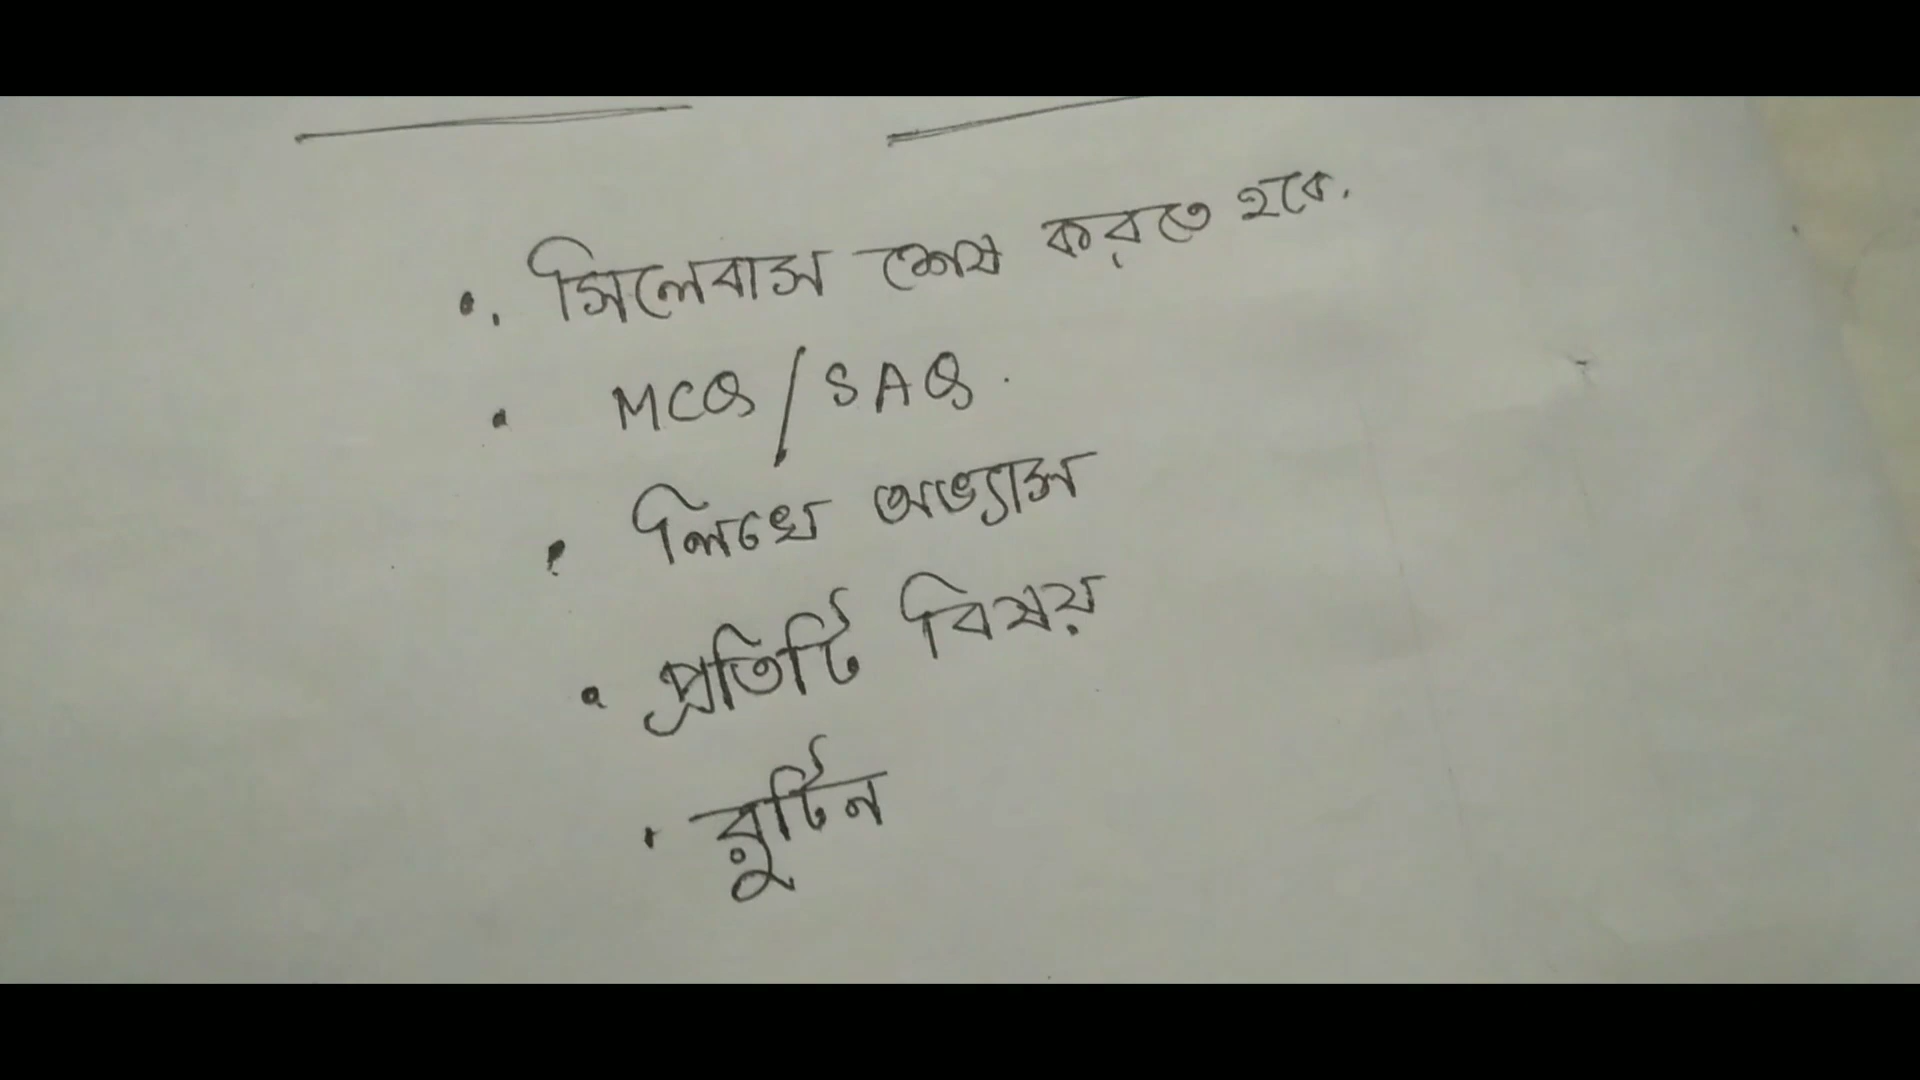 • সিলেবাস শেষ করতে হবে.
• MCQ / SAQ.
• লিখে অভ্যাস
• প্রতিটি বিষয়
• রুটিন